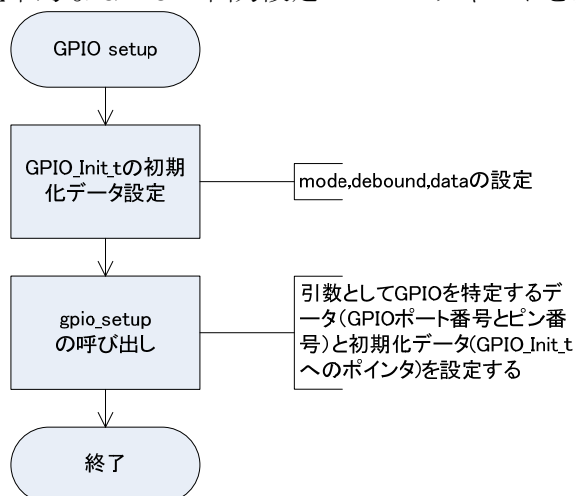 GPIO setup
GPIO_Init_tの初期
化データ設定
mode,debound,dataの設定
gpio_setup
の呼び出し
引数としてGPIOを特定するデ
ータ(GPIOポート番号とピン番
号)と初期化データ(GPIO_Init_t
へのポインタ)を設定する
終了